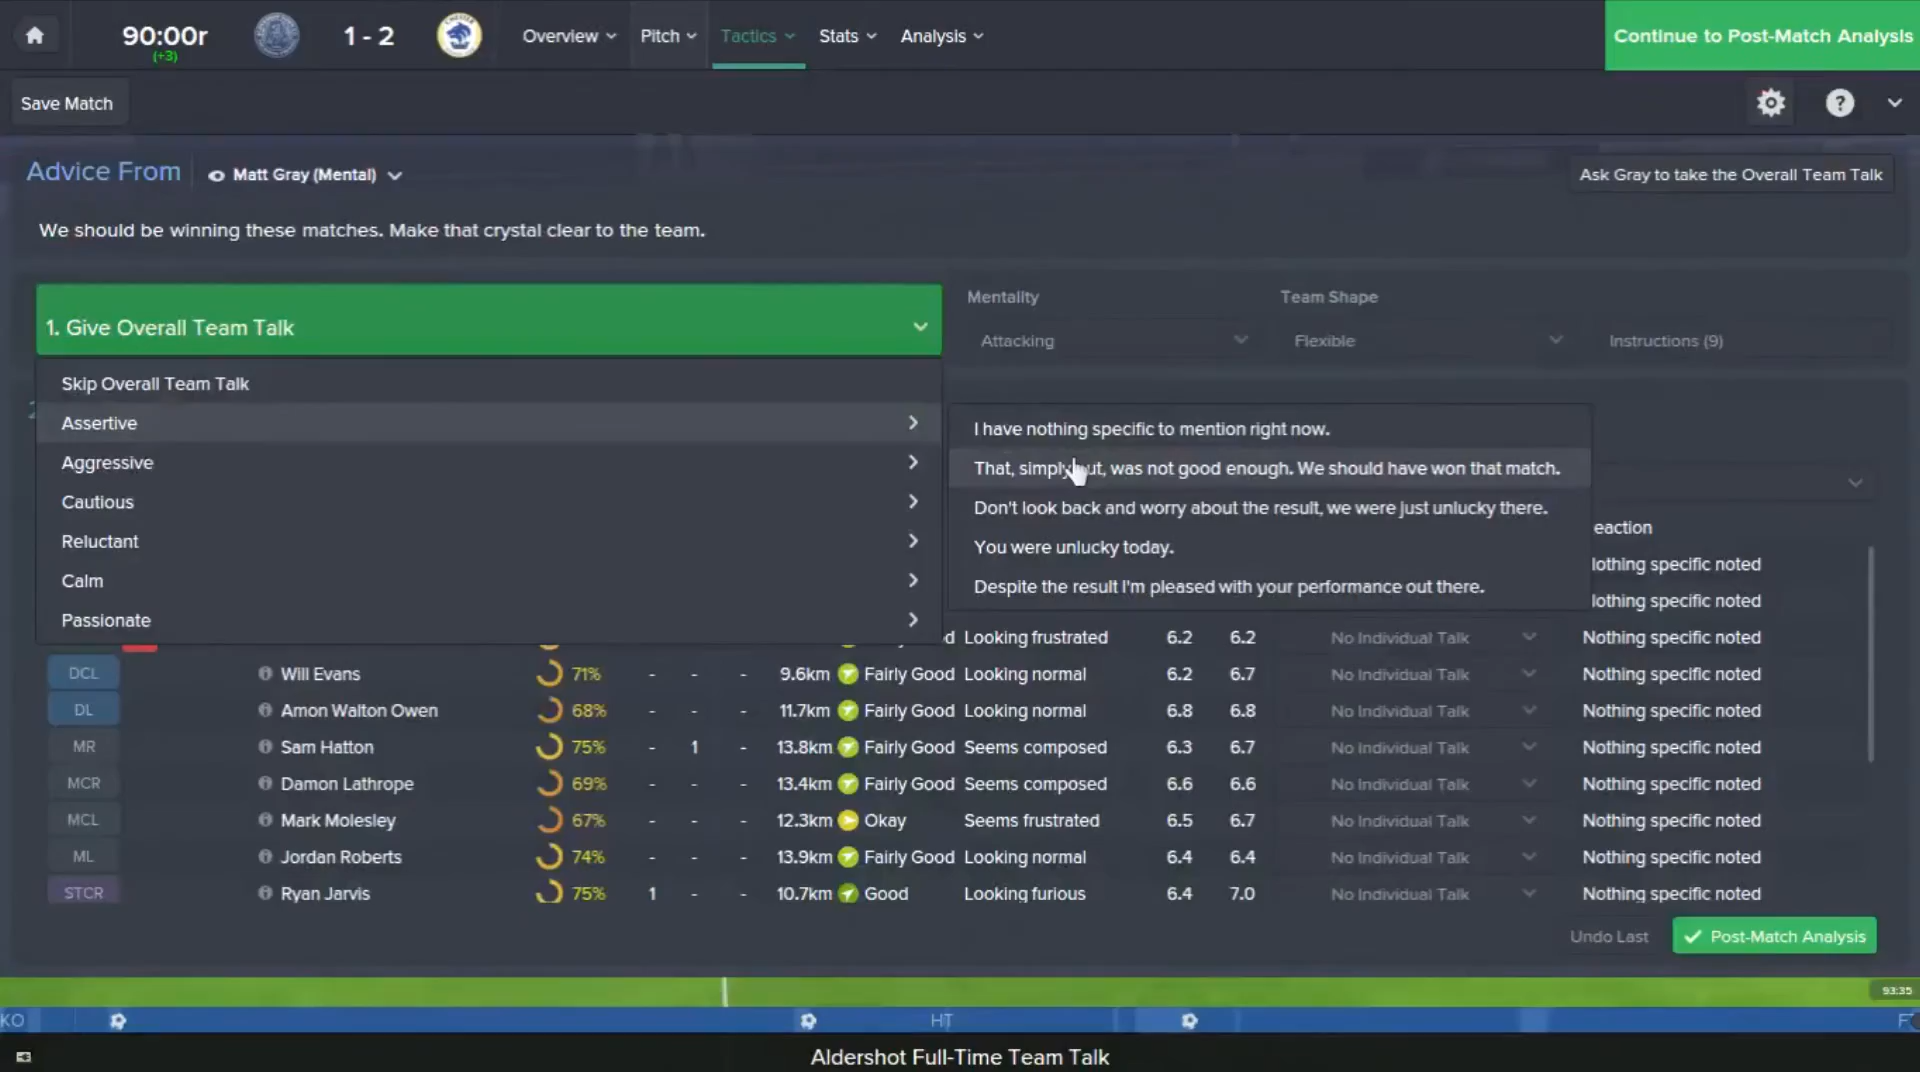 90:00r
(+3)
1 - 2
CHESTER
Overview
Pitch
Tactics
Stats
Analysis
Continue to Post-Match Analysis
Save Match
?
Advice From
Matt Gray (Mental)
Ask Gray to take the Overall Team Talk
We should be winning these matches. Make that crystal clear to the team.
1. Give Overall Team Talk
Mentality
Team Shape
Attacking
Flexible
Instructions (9)
Skip Overall Team Talk
Assertive
Aggressive
Cautious
Reluctant
Calm
Passionate
I have nothing specific to mention right now.
That, simply ut, was not good enough. We should have won that match.
Don't look back and worry about the result, we were just unlucky there.
You were unlucky today.
Despite the result I'm pleased with your performance out there.
eaction
lothing specific noted
lothing specific noted
d Looking frustrated 6.2 6.2 No Individual Talk Nothing specific noted
DCL Will Evans 71% - - - 9.6km Fairly Good Looking normal 6.2 6.7 No Individual Talk Nothing specific noted
DL Amon Walton Owen 68% - - - 11.7km Fairly Good Looking normal 6.8 6.8 No Individual Talk Nothing specific noted
MR Sam Hatton 75% - 1 - 13.8km Fairly Good Seems composed 6.3 6.7 No Individual Talk Nothing specific noted
MCR Damon Lathrope 69% - - - 13.4km Fairly Good Seems composed 6.6 6.6 No Individual Talk Nothing specific noted
MCL Mark Molesley 67% - - - 12.3km Okay Seems frustrated 6.5 6.7 No Individual Talk Nothing specific noted
ML Jordan Roberts 74% - - - 13.9km Fairly Good Looking normal 6.4 6.4 No Individual Talk Nothing specific noted
STCR Ryan Jarvis 75% 1 - - 10.7km Good Looking furious 6.4 7.0 No Individual Talk Nothing specific noted
Undo Last
Post-Match Analysis
93:35
KO
HT
F
Aldershot Full-Time Team Talk